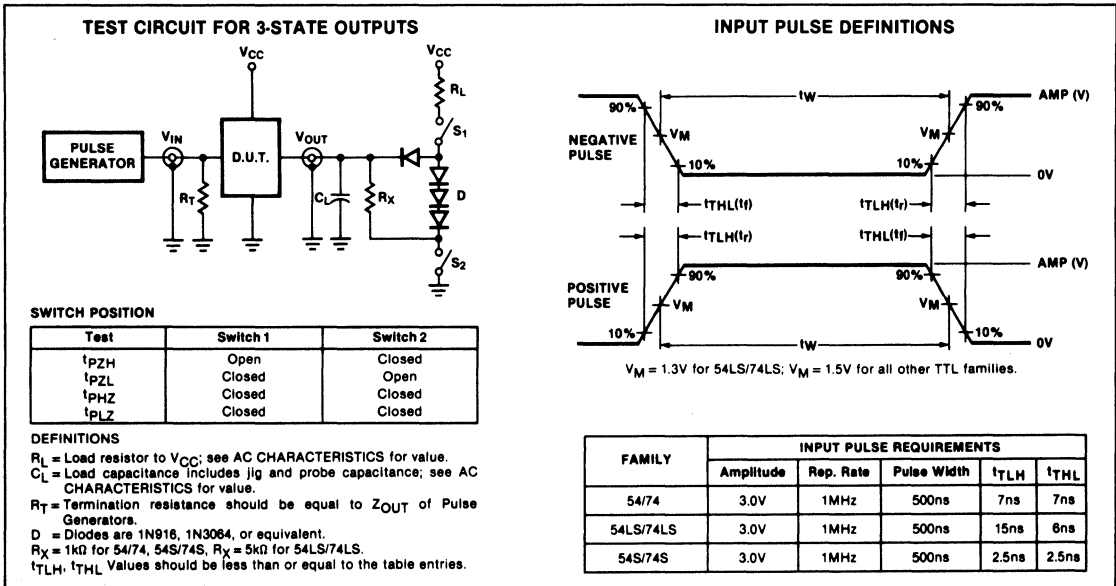 TEST CIRCUIT FOR 3-STATE OUTPUTS
VCC
VCC
RL
S1
PULSE
GENERATOR
VIN
D.U.T.
VOUT
RT
CL
RX
D
S2
SWITCH POSITION
Test Switch 1 Switch 2
tPZH Open Closed
tPZL Closed Open
tPHZ Closed Closed
tPLZ Closed Closed
DEFINITIONS
RL = Load resistor to VCC; see AC CHARACTERISTICS for value.
CL = Load capacitance includes jig and probe capacitance; see AC
CHARACTERISTICS for value.
RT = Termination resistance should be equal to ZOUT of Pulse
Generators.
D = Diodes are 1N916, 1N3064, or equivalent.
RX = 1kΩ for 54/74, 54S/74S, RX = 5kΩ for 54LS/74LS.
tTLH, tTHL Values should be less than or equal to the table entries.
INPUT PULSE DEFINITIONS
90% tW 90% AMP (V)
NEGATIVE
PULSE
VM VM
10% 10%
0V
tTHL(tf) tTLH(tr)
tTLH(tr) tTHL(tf)
AMP (V)
90% 90%
POSITIVE
PULSE
VM VM
10% tW 10%
0V
VM = 1.3V for 54LS/74LS; VM = 1.5V for all other TTL families.
FAMILY INPUT PULSE REQUIREMENTS
Amplitude Rep. Rate Pulse Width tTLH tTHL
54/74 3.0V 1MHz 500ns 7ns 7ns
54LS/74LS 3.0V 1MHz 500ns 15ns 6ns
54S/74S 3.0V 1MHz 500ns 2.5ns 2.5ns